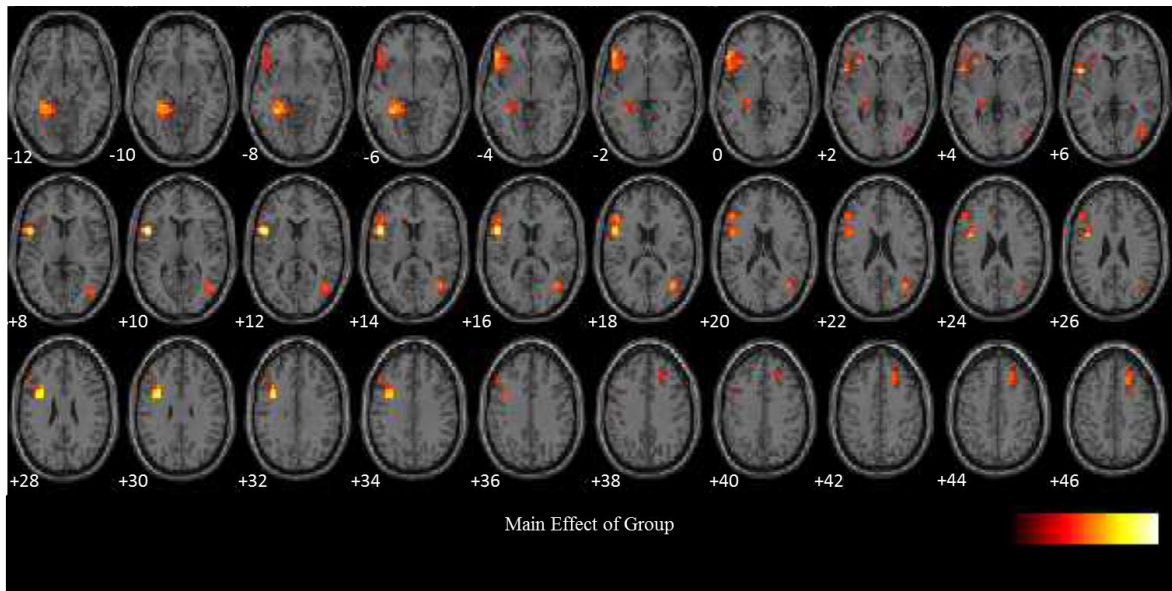 -12 -10 -8 -6 -4 -2 0 +2 +4 +6
+8 +10 +12 +14 +16 +18 +20 +22 +24 +26
+28 +30 +32 +34 +36 +38 +40 +42 +44 +46
Main Effect of Group